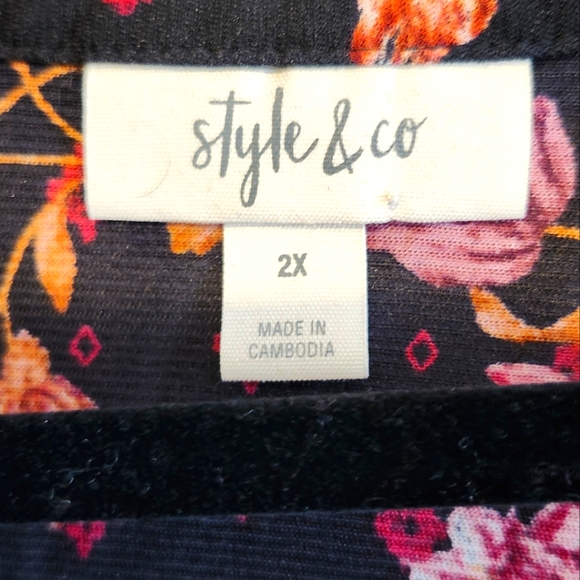 style & co
2X
MADE IN
CAMBODIA